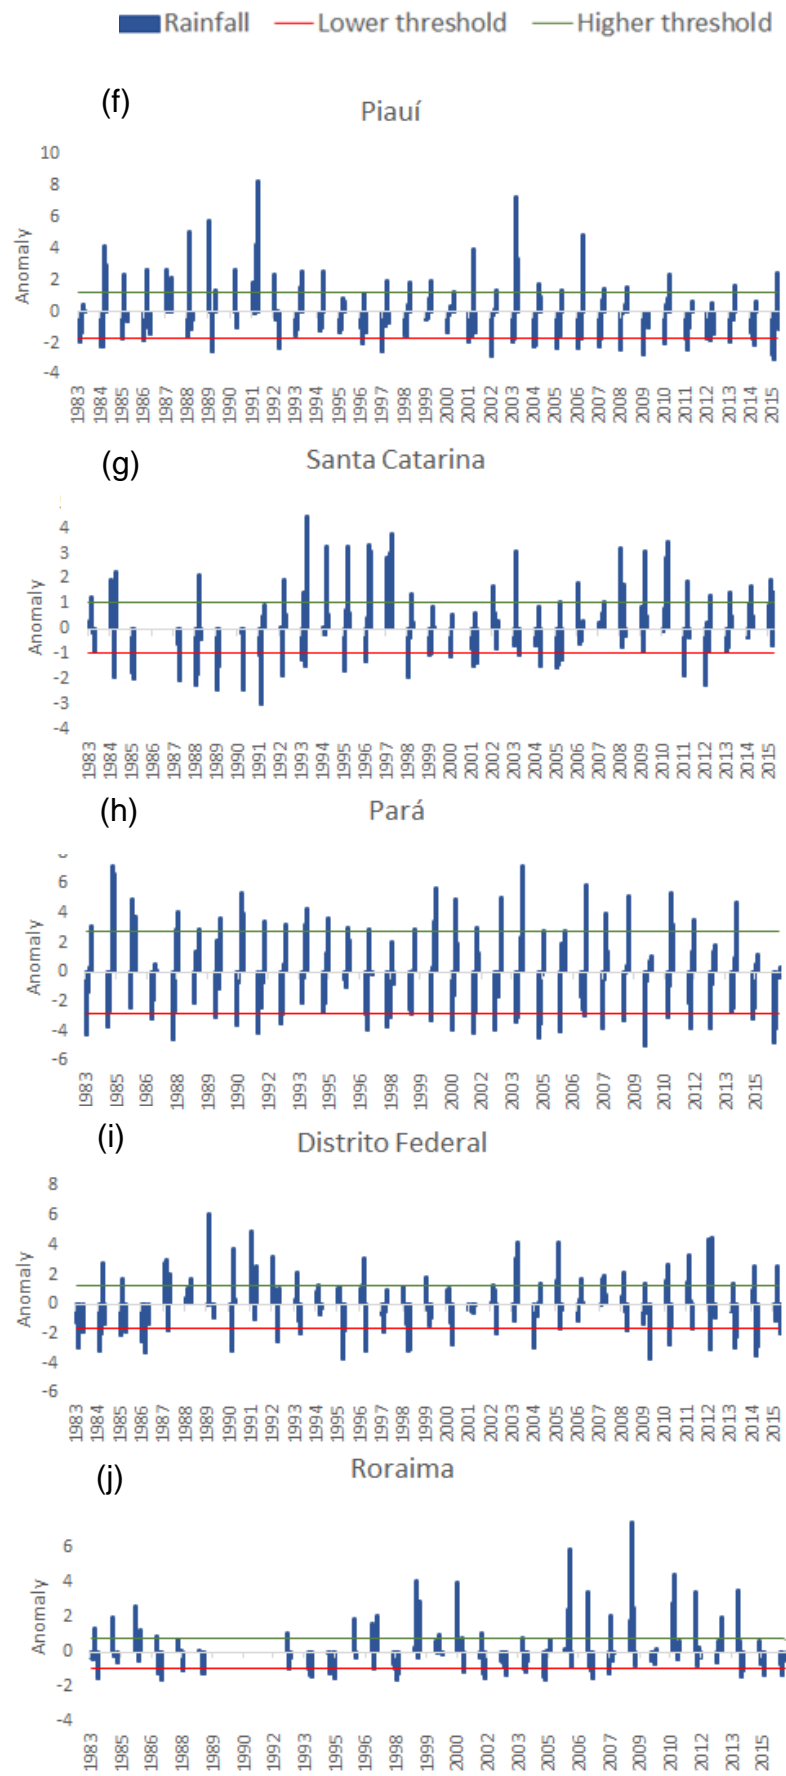 Rainfall Lower threshold Higher threshold
(f)
Piauí
Anomaly
10
8
6
4
2
0
-2
-4
1983 1984 1985 1986 1987 1988 1989 1990 1991 1992 1993 1994 1995 1996 1997 1998 1999 2000 2001 2002 2003 2004 2005 2006 2007 2008 2009 2010 2011 2012 2013 2014 2015
(g)
Santa Catarina
Anomaly
4
3
2
1
0
-1
-2
-3
-4
1983 1984 1985 1986 1987 1988 1989 1990 1991 1992 1993 1994 1995 1996 1997 1998 1999 2000 2001 2002 2003 2004 2005 2006 2007 2008 2009 2010 2011 2012 2013 2014 2015
(h)
Pará
Anomaly
6
4
2
0
-2
-4
-6
1983 1985 1986 1988 1989 1990 1992 1993 1995 1996 1998 1999 2000 2002 2003 2005 2006 2008 2009 2010 2012 2013 2015
(i)
Distrito Federal
Anomaly
8
6
4
2
0
-2
-4
-6
1983 1984 1985 1986 1987 1988 1989 1990 1991 1992 1993 1994 1995 1996 1997 1998 1999 2000 2001 2002 2003 2004 2005 2006 2007 2008 2009 2010 2011 2012 2013 2014 2015
(j)
Roraima
Anomaly
6
4
2
0
-2
-4
1983 1985 1986 1988 1989 1990 1992 1993 1995 1996 1998 1999 2000 2002 2003 2005 2006 2008 2009 2010 2012 2013 2015